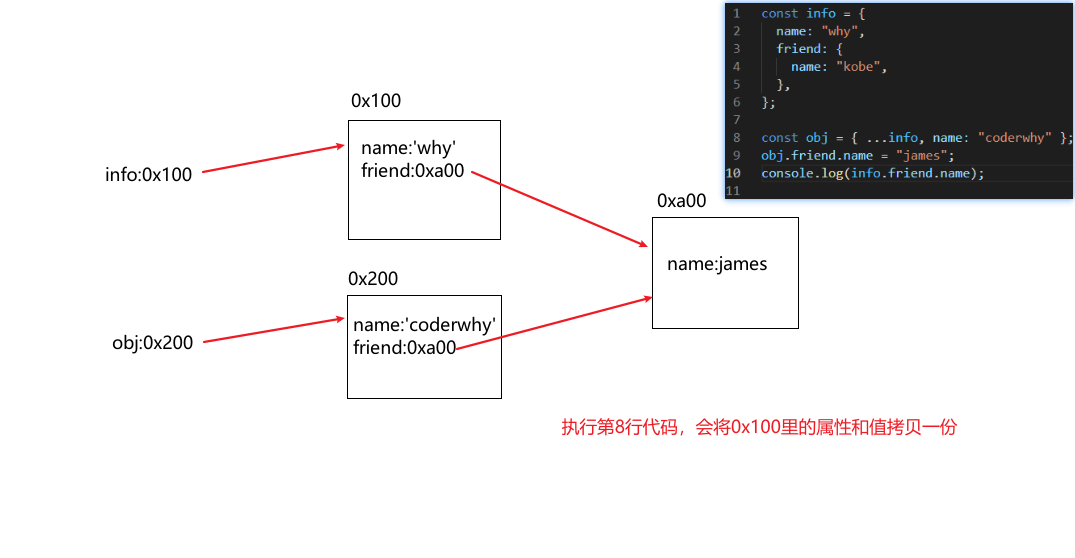 1 const info = {
2 name: "why",
3 friend: {
4 name: "kobe",
5 },
6 };
7
8 const obj = { ...info, name: "coderwhy" };
9 obj.friend.name = "james";
10 console.log(info.friend.name);
11
0x100
name:'why'
friend:0xa00
info:0x100
0xa00
name:james
0x200
name:'coderwhy'
friend:0xa00
obj:0x200
执行第8行代码，会将0x100里的属性和值拷贝一份